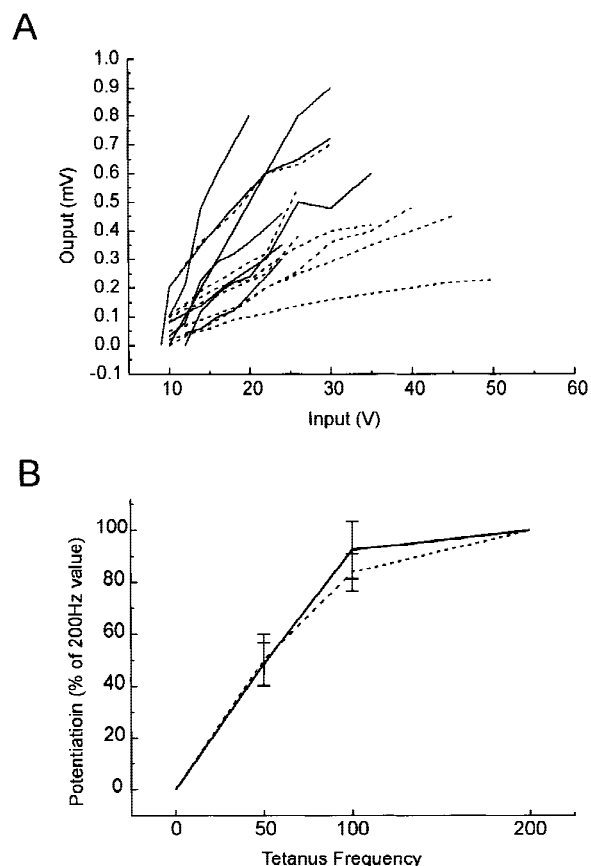 A
1.0
0.9
0.8
0.7
0.6
0.5
0.4
0.3
0.2
0.1
0.0
-0.1
Ouput (mV)
10 20 30 40 50 60
Input (V)
B
100
80
60
40
20
0
Potentiatioin (% of 200Hz value)
0 50 100 200
Tetanus Frequency